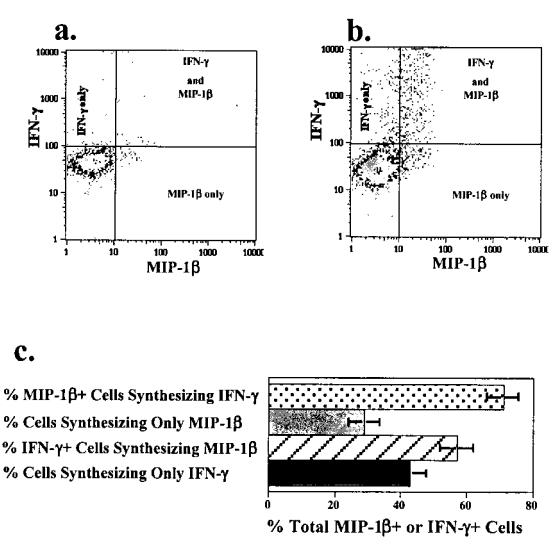 a.
10000
1000
100
10
1
IFN-γ
IFN-γ only
IFN-γ
and
MIP-1β
MIP-1β only
1 10 100 1000 1000
MIP-1β
b.
10000
1000
100
10
1
IFN-γ
IFN-γ only
IFN-γ
and
MIP-1β
MIP-1β only
1 10 100 1000 1000
MIP-1β
c.
% MIP-1β+ Cells Synthesizing IFN-γ
% Cells Synthesizing Only MIP-1β
% IFN-γ+ Cells Synthesizing MIP-1β
% Cells Synthesizing Only IFN-γ
0 20 40 60 80
% Total MIP-1β+ or IFN-γ+ Cells